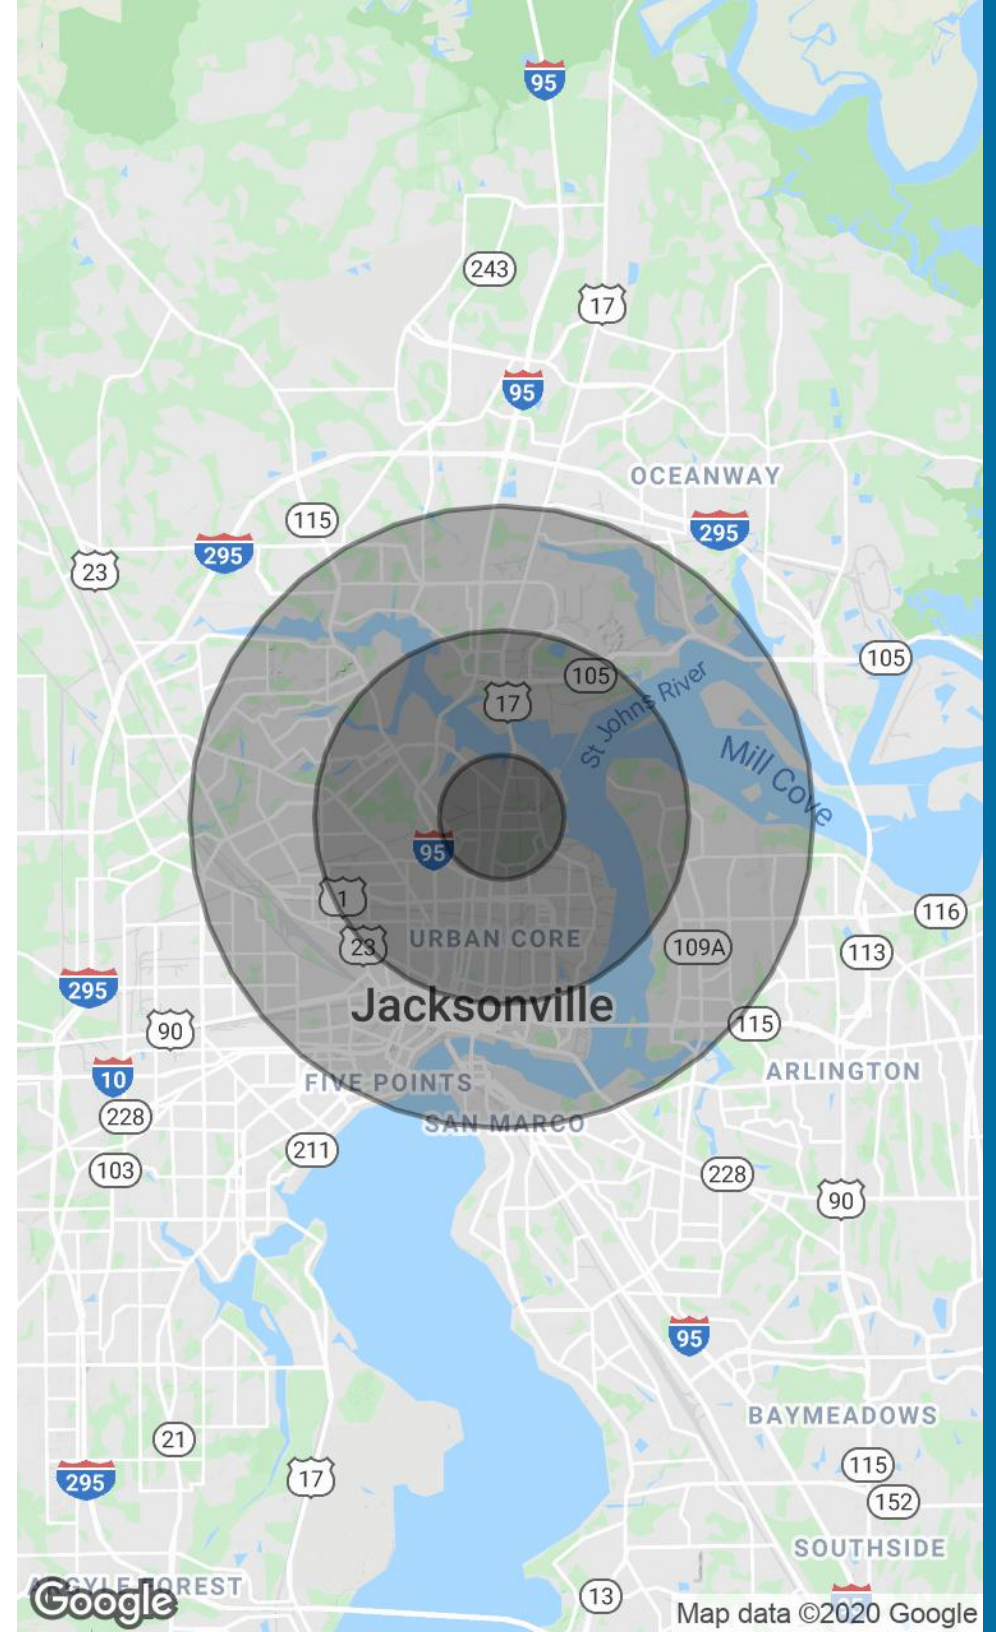 95
243
17
95
OCEANWAY
115
295
295
23
105
105
17
St Johns River
Mill Cove
95
1
116
23
URBAN CORE
109A
113
295
Jacksonville
90
115
10
FIVE POINTS
ARLINGTON
228
SAN MARCO
211
103
228
90
95
BAYMEADOWS
21
115
295
17
152
SOUTHSIDE
FOREST
13
Google
Map data ©2020 Google